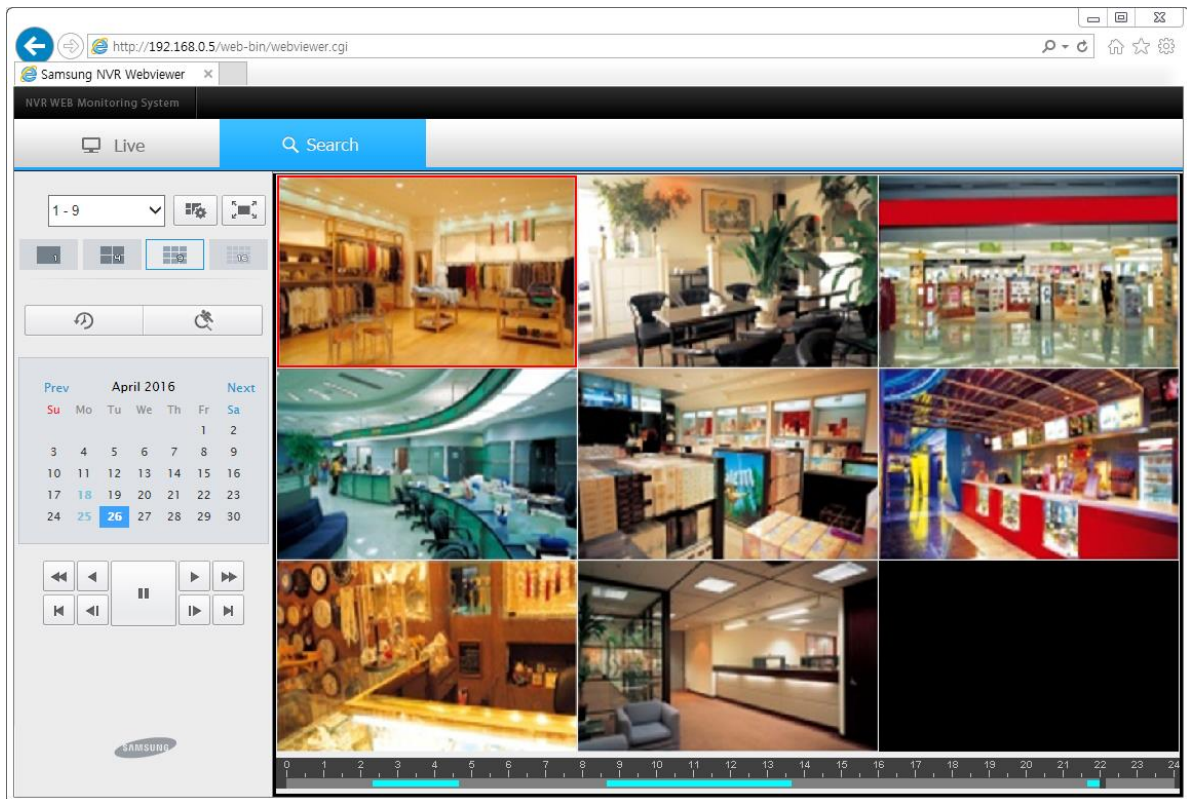 http://192.168.0.5/web-bin/webviewer.cgi
Samsung NVR Webviewer
NVR WEB Monitoring System
Live
Search
1 - 9
1
4
9
16
Prev April 2016 Next
Su Mo Tu We Th Fr Sa
1 2
3 4 5 6 7 8 9
10 11 12 13 14 15 16
17 18 19 20 21 22 23
24 25 26 27 28 29 30
SAMSUNG
0 1 2 3 4 5 6 7 8 9 10 11 12 13 14 15 16 17 18 19 20 21 22 23 24